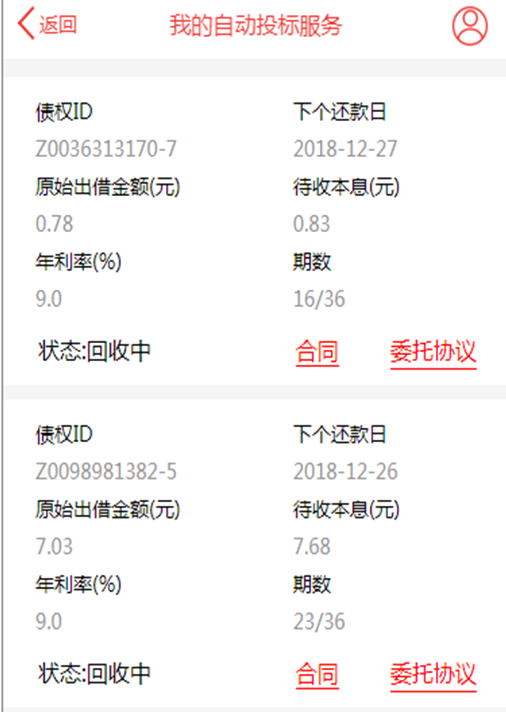 返回 我的自动投标服务
债权ID 下个还款日
Z0036313170-7 2018-12-27
原始出借金额(元) 待收本息(元)
0.78 0.83
年利率(%) 期数
9.0 16/36
状态:回收中 合同 委托协议
债权ID 下个还款日
Z0098981382-5 2018-12-26
原始出借金额(元) 待收本息(元)
7.03 7.68
年利率(%) 期数
9.0 23/36
状态:回收中 合同 委托协议